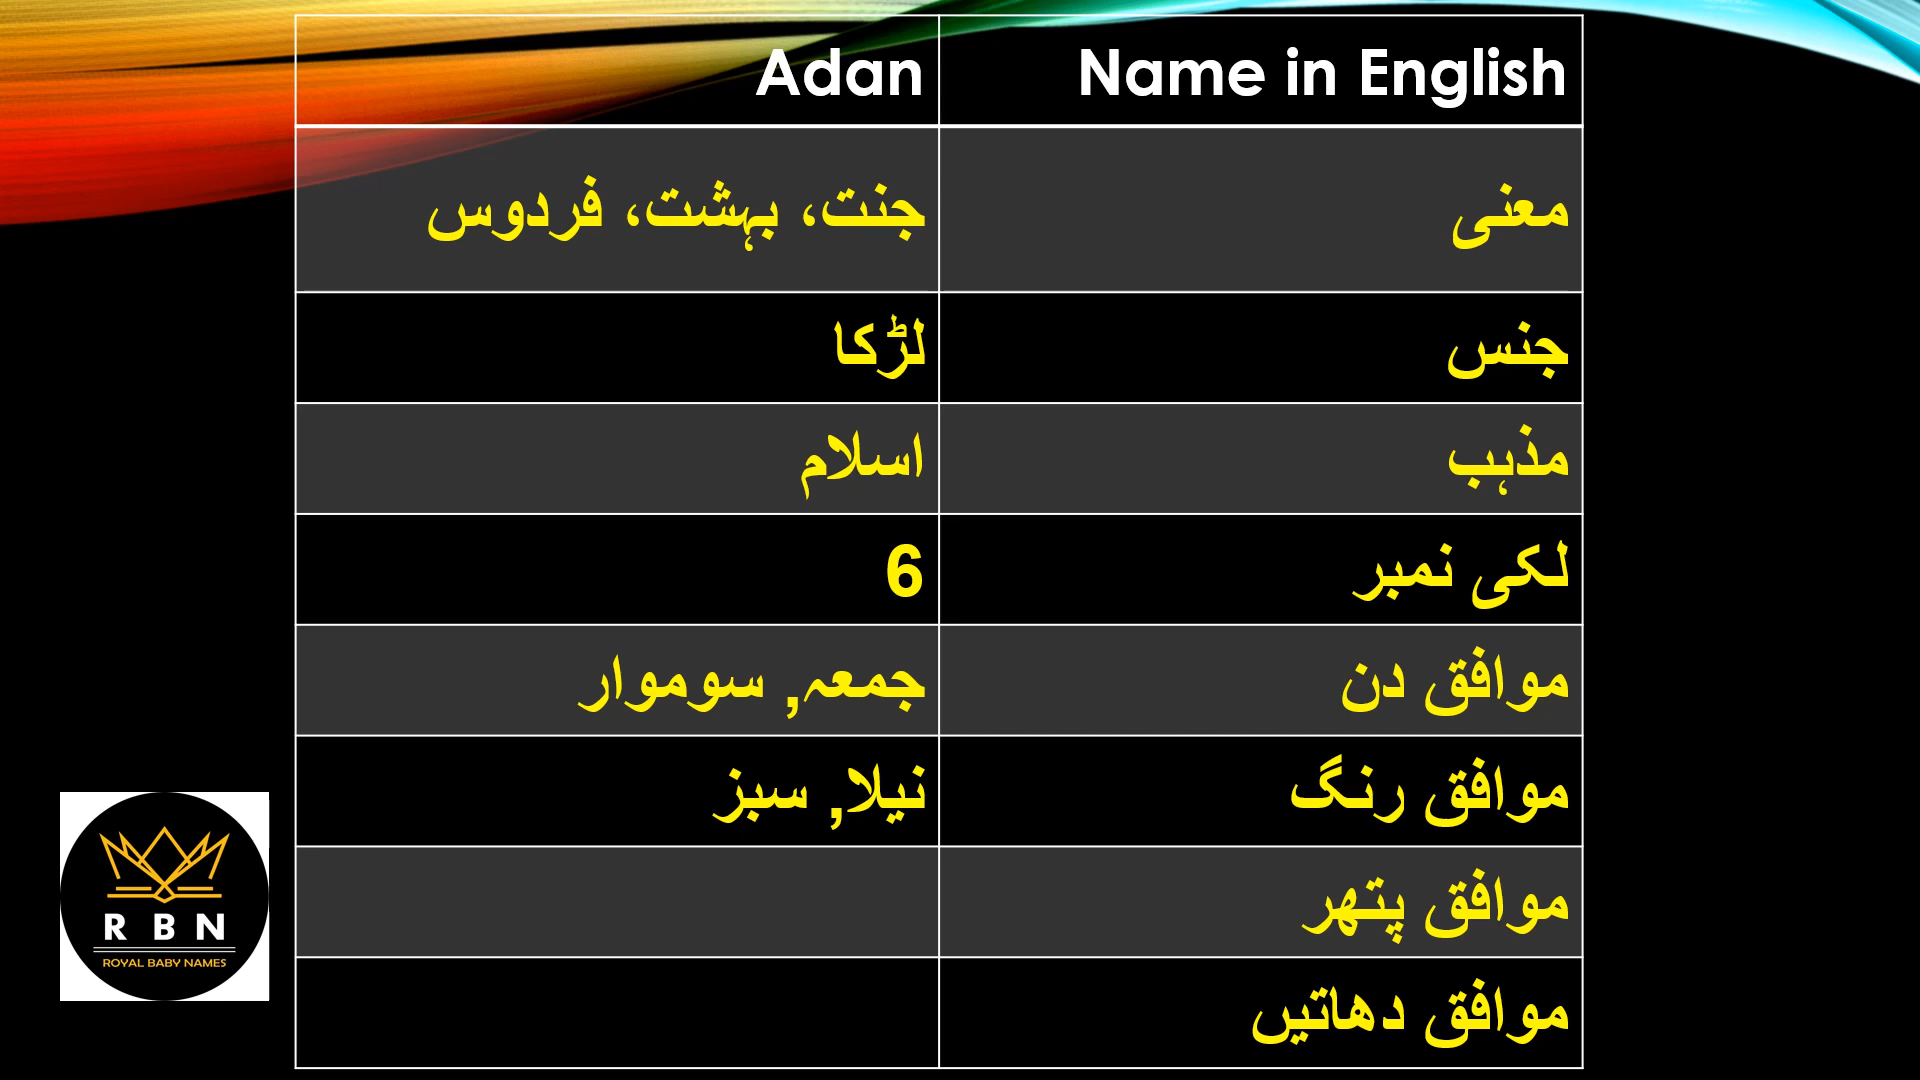 Name in English Adan
معنی جنت، بہشت، فردوس
جنس لڑکا
مذہب اسلام
لکی نمبر 6
موافق دن جمعہ, سوموار
موافق رنگ نیلا, سبز
موافق پتھر
موافق دھاتیں
R B N
ROYAL BABY NAMES